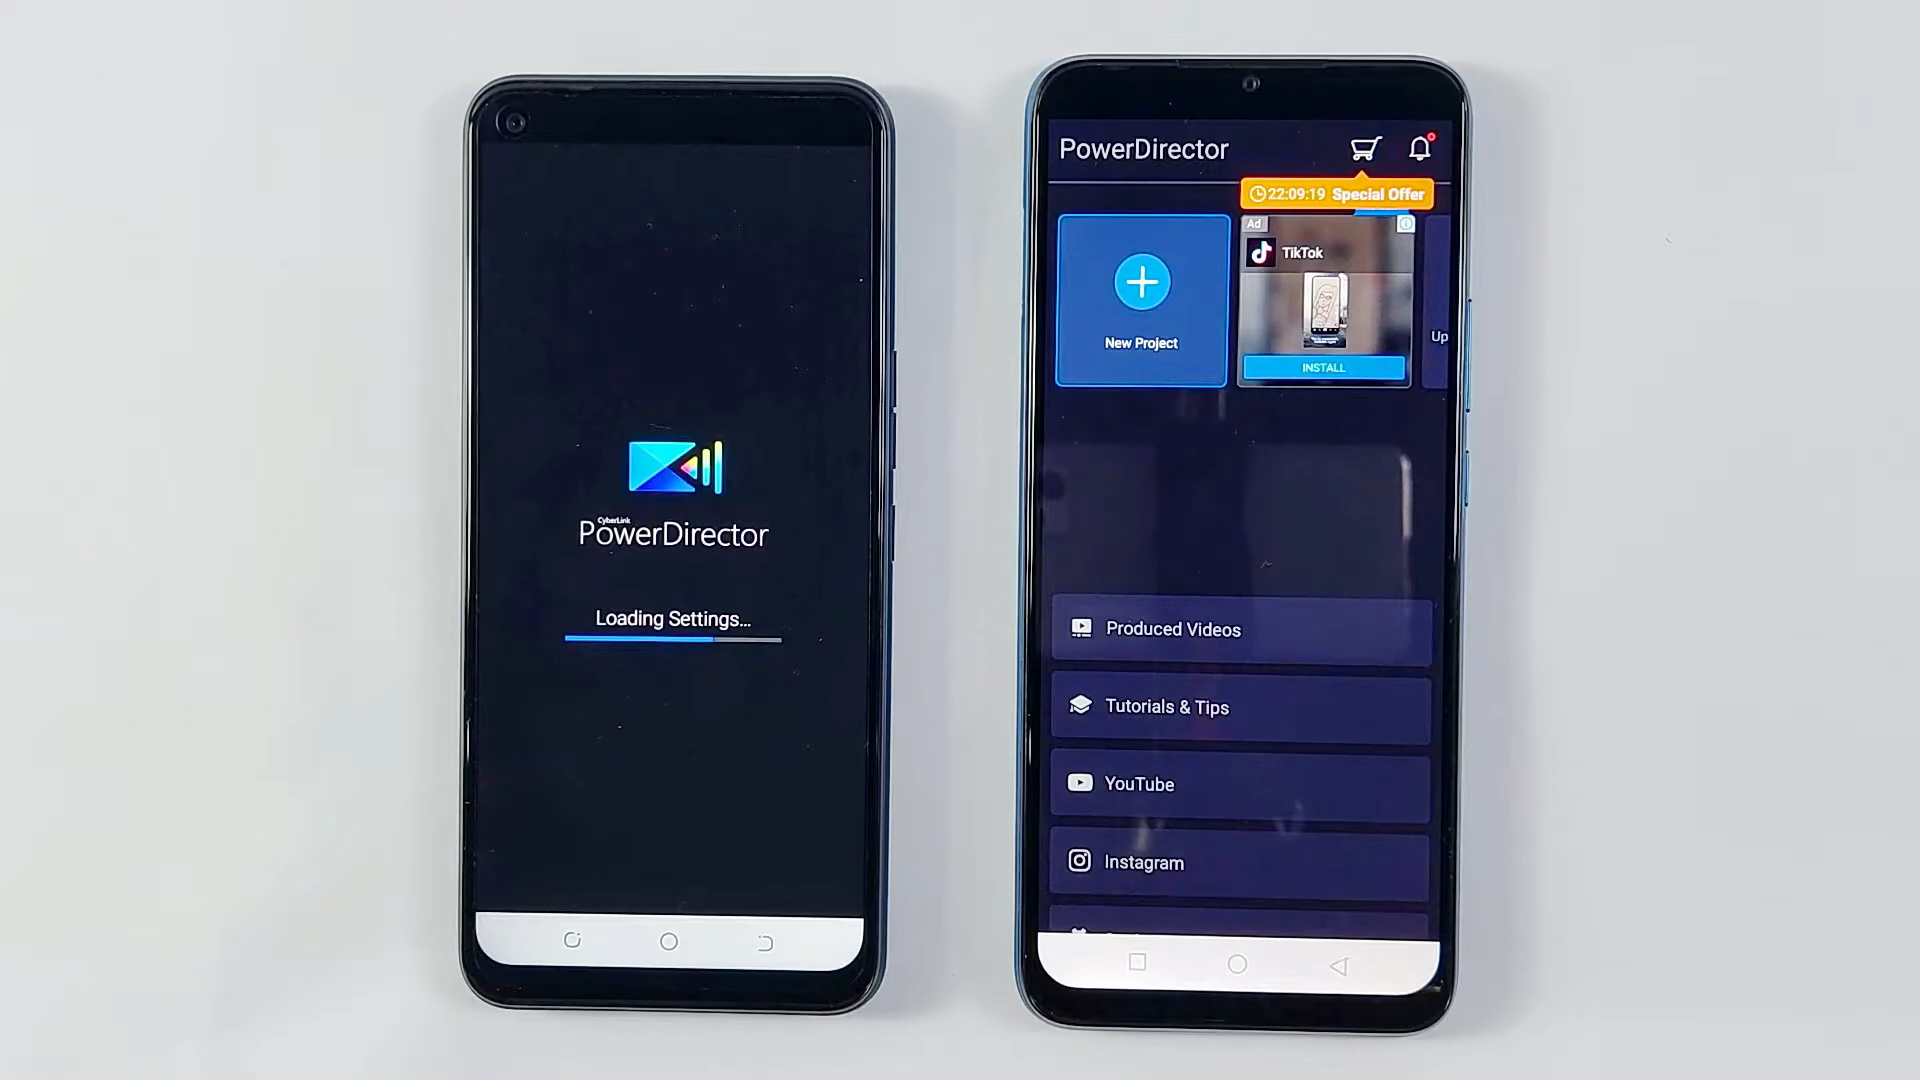 CyberLink
PowerDirector
Loading Settings...
PowerDirector
22:09:19 Special Offer
Ad
TikTok
New Project
INSTALL
Up
Produced Videos
Tutorials & Tips
YouTube
Instagram